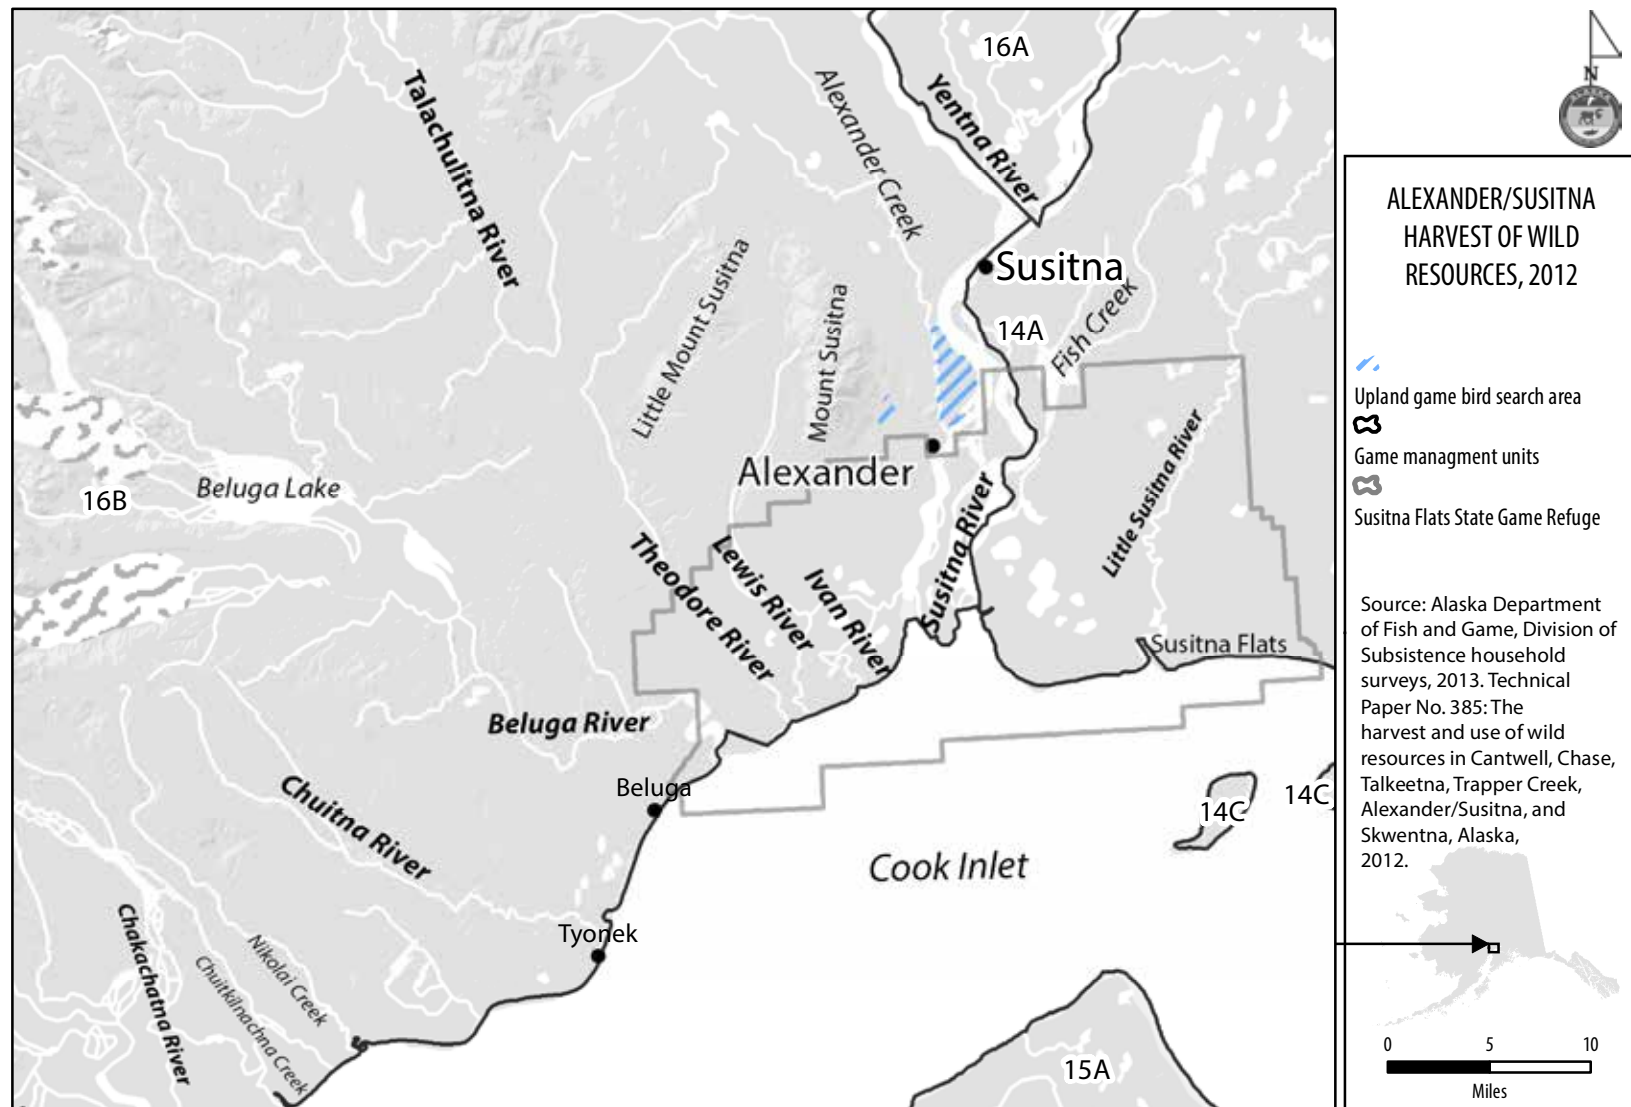 16A
Yentna River
Alexander Creek
Talachulitna River
Susitna
Little Mount Susitna
Mount Susitna
14A
Fish Creek
Alexander
Little Susitna River
Beluga Lake
16B
Susitna River
Theodore River
Lewis River
Ivan River
Susitna Flats
Beluga River
Beluga
14C
14C
Chuitna River
Cook Inlet
Tyonek
Chakachatna River
Nikolai Creek
Chuitkilnachna Creek
15A
N
ALASKA
ALEXANDER/SUSITNA
HARVEST OF WILD
RESOURCES, 2012
Upland game bird search area
Game managment units
Susitna Flats State Game Refuge
Source: Alaska Department
of Fish and Game, Division of
Subsistence household
surveys, 2013. Technical
Paper No. 385: The
harvest and use of wild
resources in Cantwell, Chase,
Talkeetna, Trapper Creek,
Alexander/Susitna, and
Skwentna, Alaska,
2012.
0 5 10
Miles